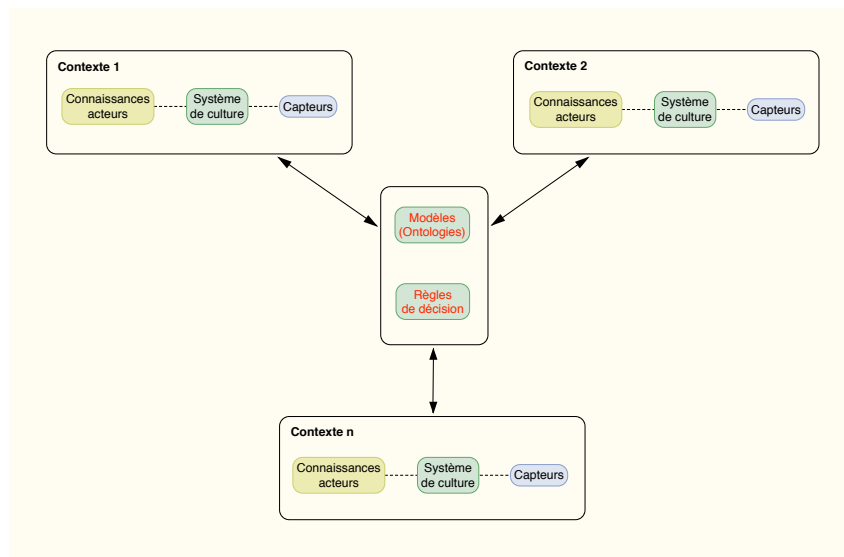 Contexte 1
Connaissances
acteurs
Système
de culture
Capteurs
Contexte 2
Connaissances
acteurs
Système
de culture
Capteurs
Modèles
(Ontologies)
Règles
de décision
Contexte n
Connaissances
acteurs
Système
de culture
Capteurs